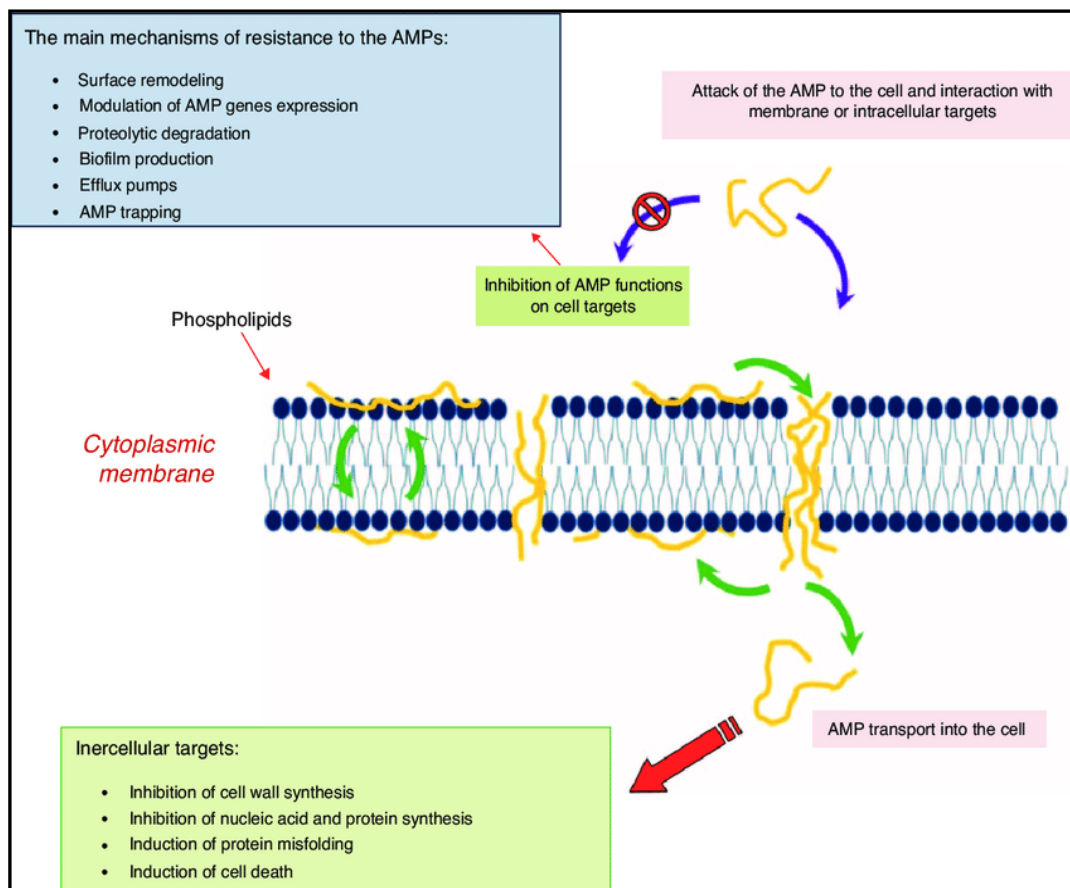 The main mechanisms of resistance to the AMPs:
• Surface remodeling
• Modulation of AMP genes expression
• Proteolytic degradation
• Biofilm production
• Efflux pumps
• AMP trapping
Attack of the AMP to the cell and interaction with
membrane or intracellular targets
Inhibition of AMP functions
on cell targets
Phospholipids
Cytoplasmic
membrane
AMP transport into the cell
Inercellular targets:
• Inhibition of cell wall synthesis
• Inhibition of nucleic acid and protein synthesis
• Induction of protein misfolding
• Induction of cell death